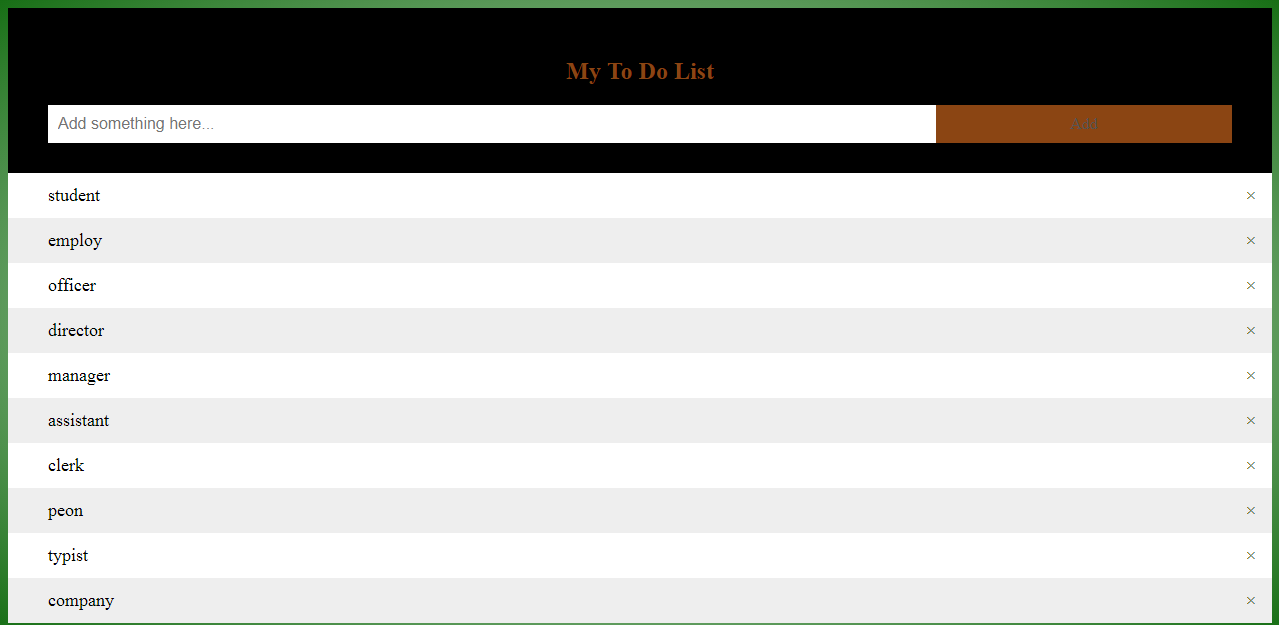 My To Do List
Add something here...
Add
student ×
employ ×
officer ×
director ×
manager ×
assistant ×
clerk ×
peon ×
typist ×
company ×